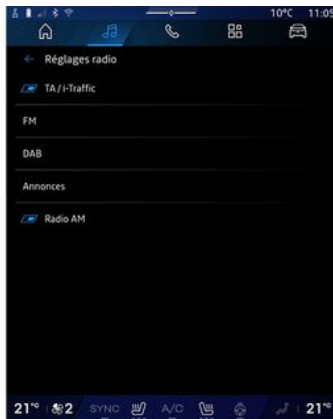 10°C 11:05
Réglages radio
TA / i-Traffic
FM
DAB
Annonces
Radio AM
21°° 2 SYNC A/C 21°°